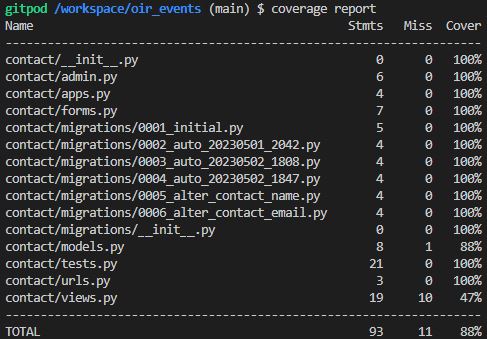 gitpod /workspace/oir_events (main) $ coverage report
Name Stmts Miss Cover
------------------------------------------------------------
contact/__init__.py 0 0 100%
contact/admin.py 6 0 100%
contact/apps.py 4 0 100%
contact/forms.py 7 0 100%
contact/migrations/0001_initial.py 5 0 100%
contact/migrations/0002_auto_20230501_2042.py 4 0 100%
contact/migrations/0003_auto_20230502_1808.py 4 0 100%
contact/migrations/0004_auto_20230502_1847.py 4 0 100%
contact/migrations/0005_alter_contact_name.py 4 0 100%
contact/migrations/0006_alter_contact_email.py 4 0 100%
contact/migrations/__init__.py 0 0 100%
contact/models.py 8 1 88%
contact/tests.py 21 0 100%
contact/urls.py 3 0 100%
contact/views.py 19 10 47%
------------------------------------------------------------
TOTAL 93 11 88%